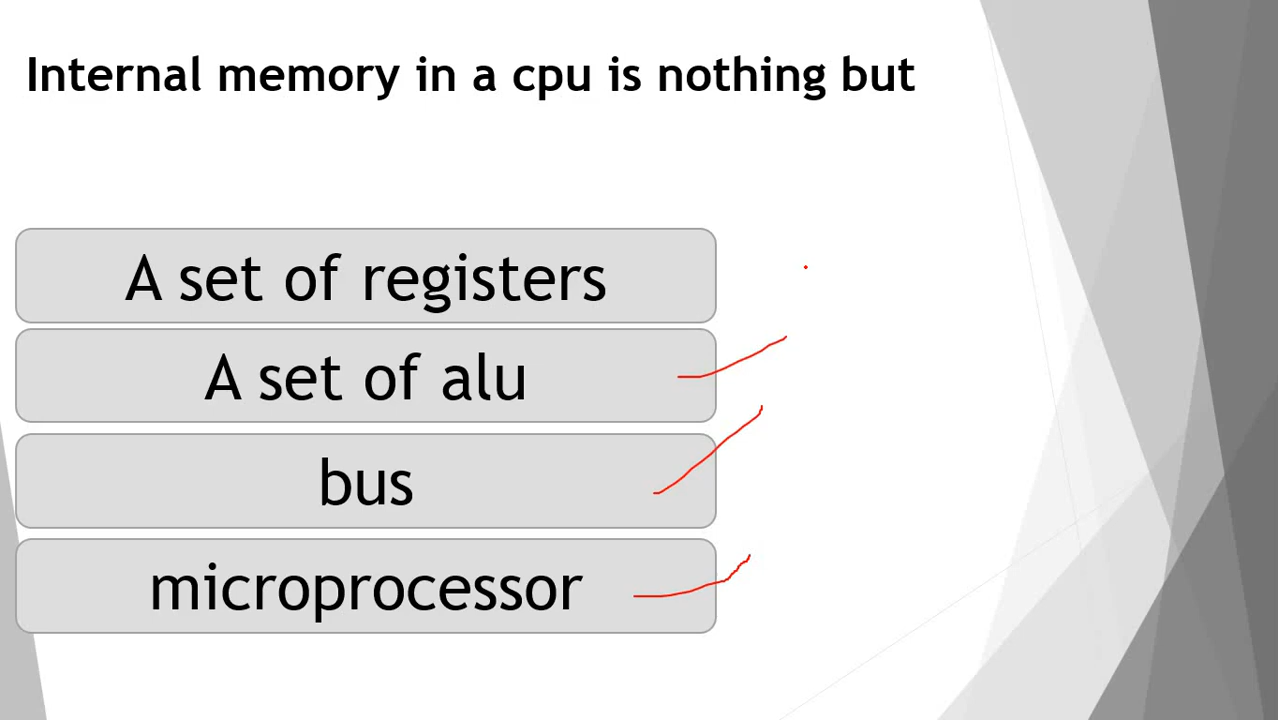 Internal memory in a cpu is nothing but
A set of registers
A set of alu
bus
microprocessor